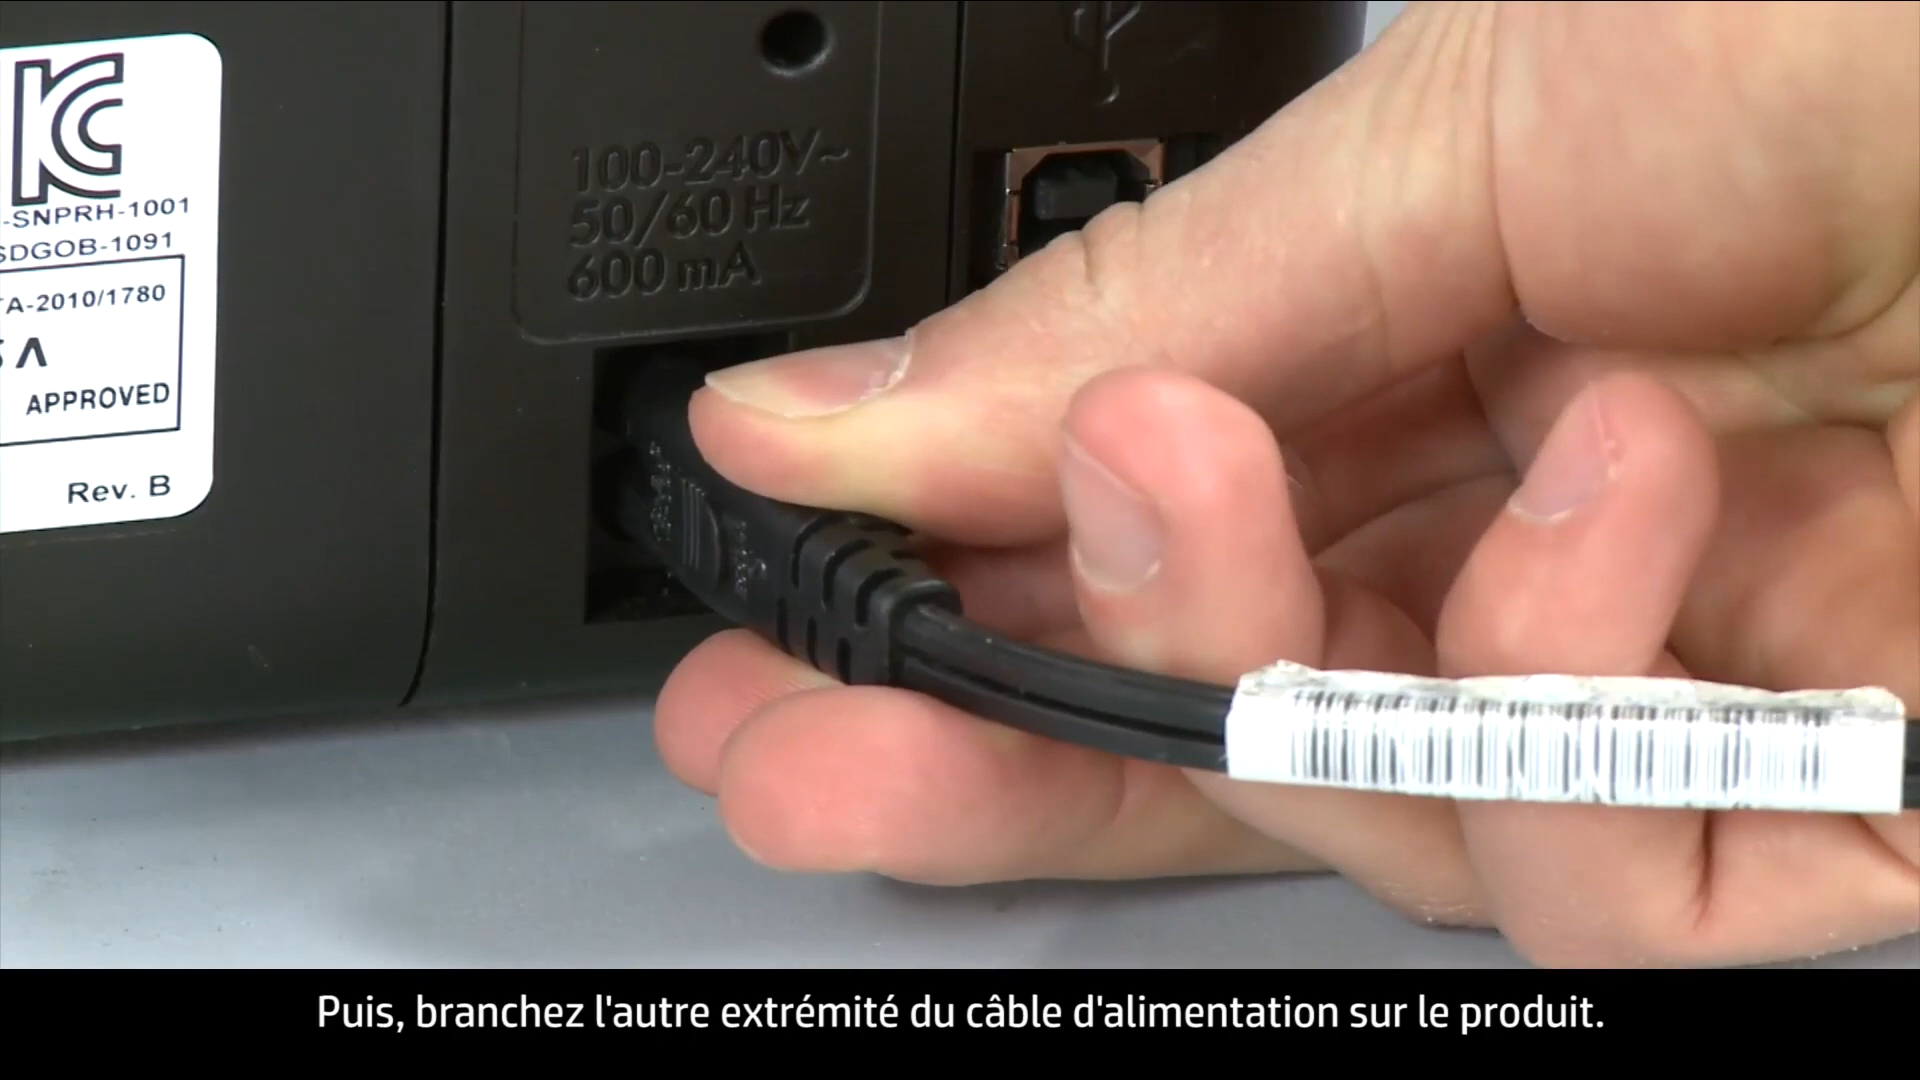 -SNPRH-1001
SDGOB-1091
TA-2010/1780
APPROVED
Rev. B
100-240V~
50/60 Hz
600 mA
Puis, branchez l'autre extrémité du câble d'alimentation sur le produit.